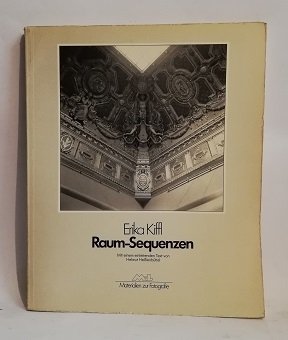 Erika Kiffl
Raum-Sequenzen
Mit einem einleitenden Text von
Helmut Heißenbüttel
Materialien zur Fotografie